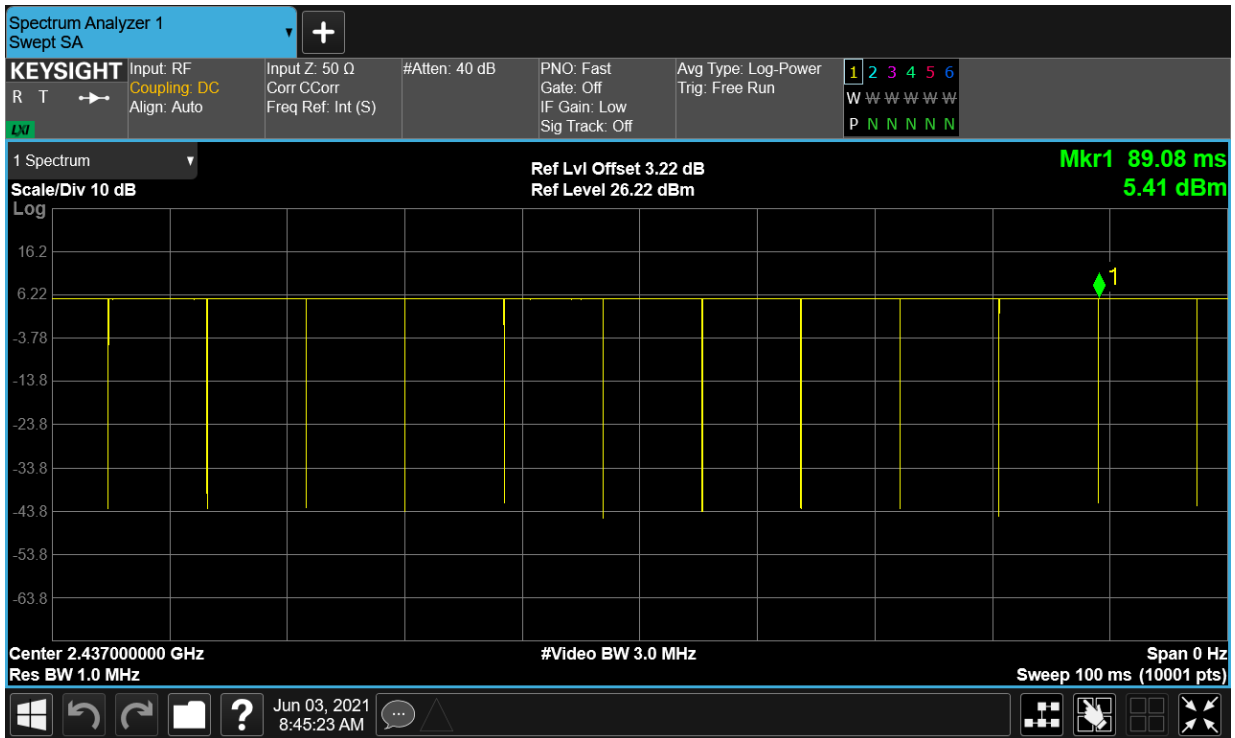 Spectrum Analyzer 1
Swept SA
▼
+
KEYSIGHT
R T
LXI
Input: RF
Coupling: DC
Align: Auto
Input Z: 50 Ω
Corr CCorr
Freq Ref: Int (S)
#Atten: 40 dB
PNO: Fast
Gate: Off
IF Gain: Low
Sig Track: Off
Avg Type: Log-Power
Trig: Free Run
1 2 3 4 5 6
W W W W W W
P N N N N N
1 Spectrum ▼
Scale/Div 10 dB
Log
Ref Lvl Offset 3.22 dB
Ref Level 26.22 dBm
Mkr1 89.08 ms
5.41 dBm
16.2
6.22
-3.78
-13.8
-23.8
-33.8
-43.8
-53.8
-63.8
1
Center 2.437000000 GHz
Res BW 1.0 MHz
#Video BW 3.0 MHz
Span 0 Hz
Sweep 100 ms (10001 pts)
?
Jun 03, 2021
8:45:23 AM